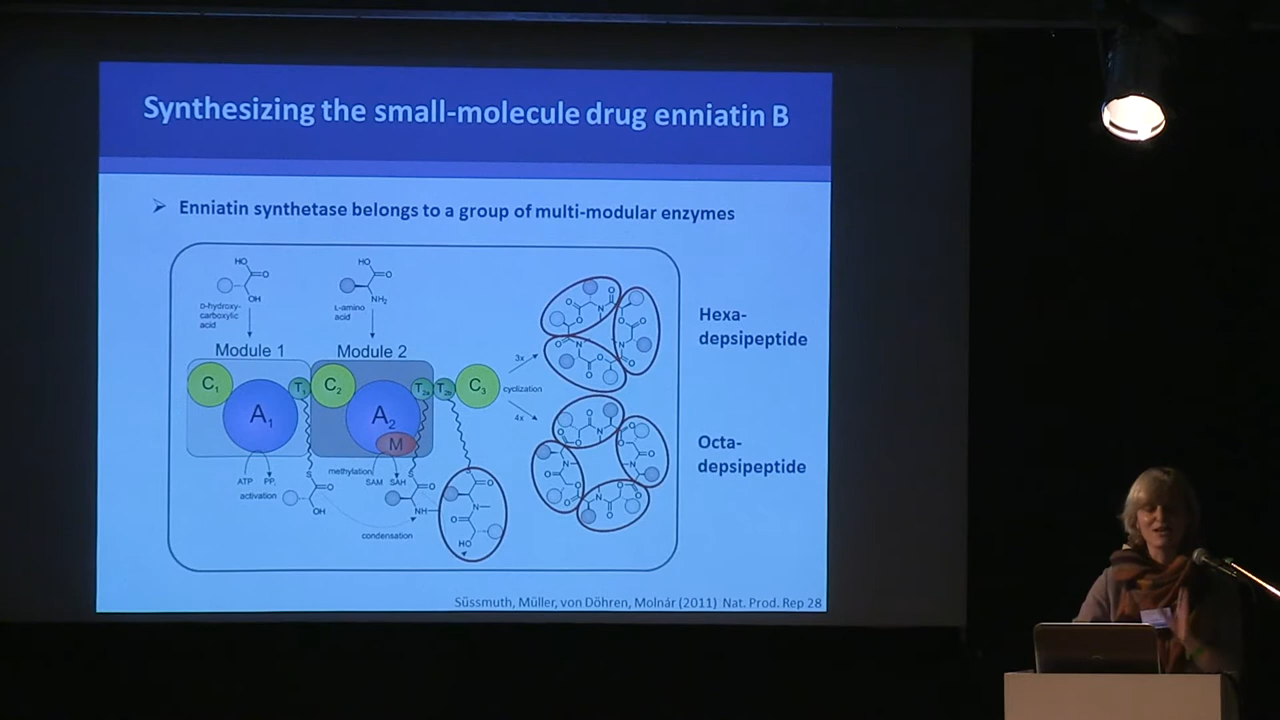 Synthesizing the small-molecule drug enniatin B
Enniatin synthetase belongs to a group of multi-modular enzymes
HO
O
OH
D-hydroxy-
carboxylic
acid
HO
O
NH₂
L-amino
acid
Module 1
Module 2
C₁
A₁
T₁
C₂
A₂
M
T₂ₐ
T₂b
C₃
3x
cyclization
4x
Hexa-
depsipeptide
Octa-
depsipeptide
ATP
PPᵢ
activation
methylation
SAM
SAH
S
O
OH
S
O
NH
condensation
S
O
N
O
HO
Süssmuth, Müller, von Döhren, Molnár (2011) Nat. Prod. Rep 28